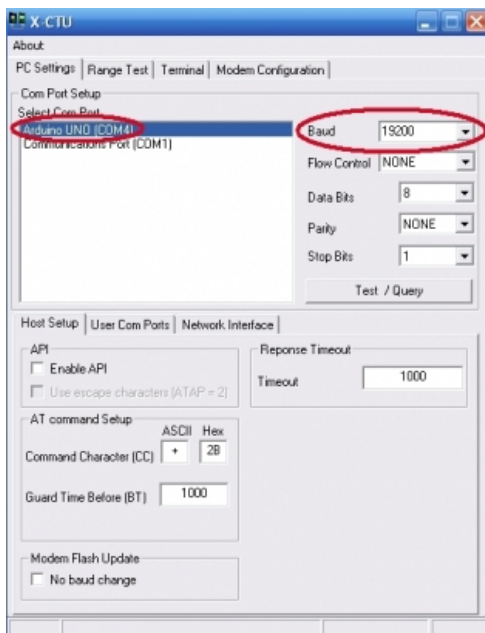 X-CTU
About
PC Settings Range Test Terminal Modem Configuration
Com Port Setup
Select Com Port
Arduino UNO (COM4)
Communications Port (COM1)
Baud 19200
Flow Control NONE
Data Bits 8
Parity NONE
Stop Bits 1
Test / Query
Host Setup User Com Ports Network Interface
API
Enable API
Use escape characters (ATAP = 2)
Reponse Timeout
Timeout 1000
AT command Setup
ASCII Hex
Command Character (CC) + 2B
Guard Time Before (BT) 1000
Modem Flash Update
No baud change